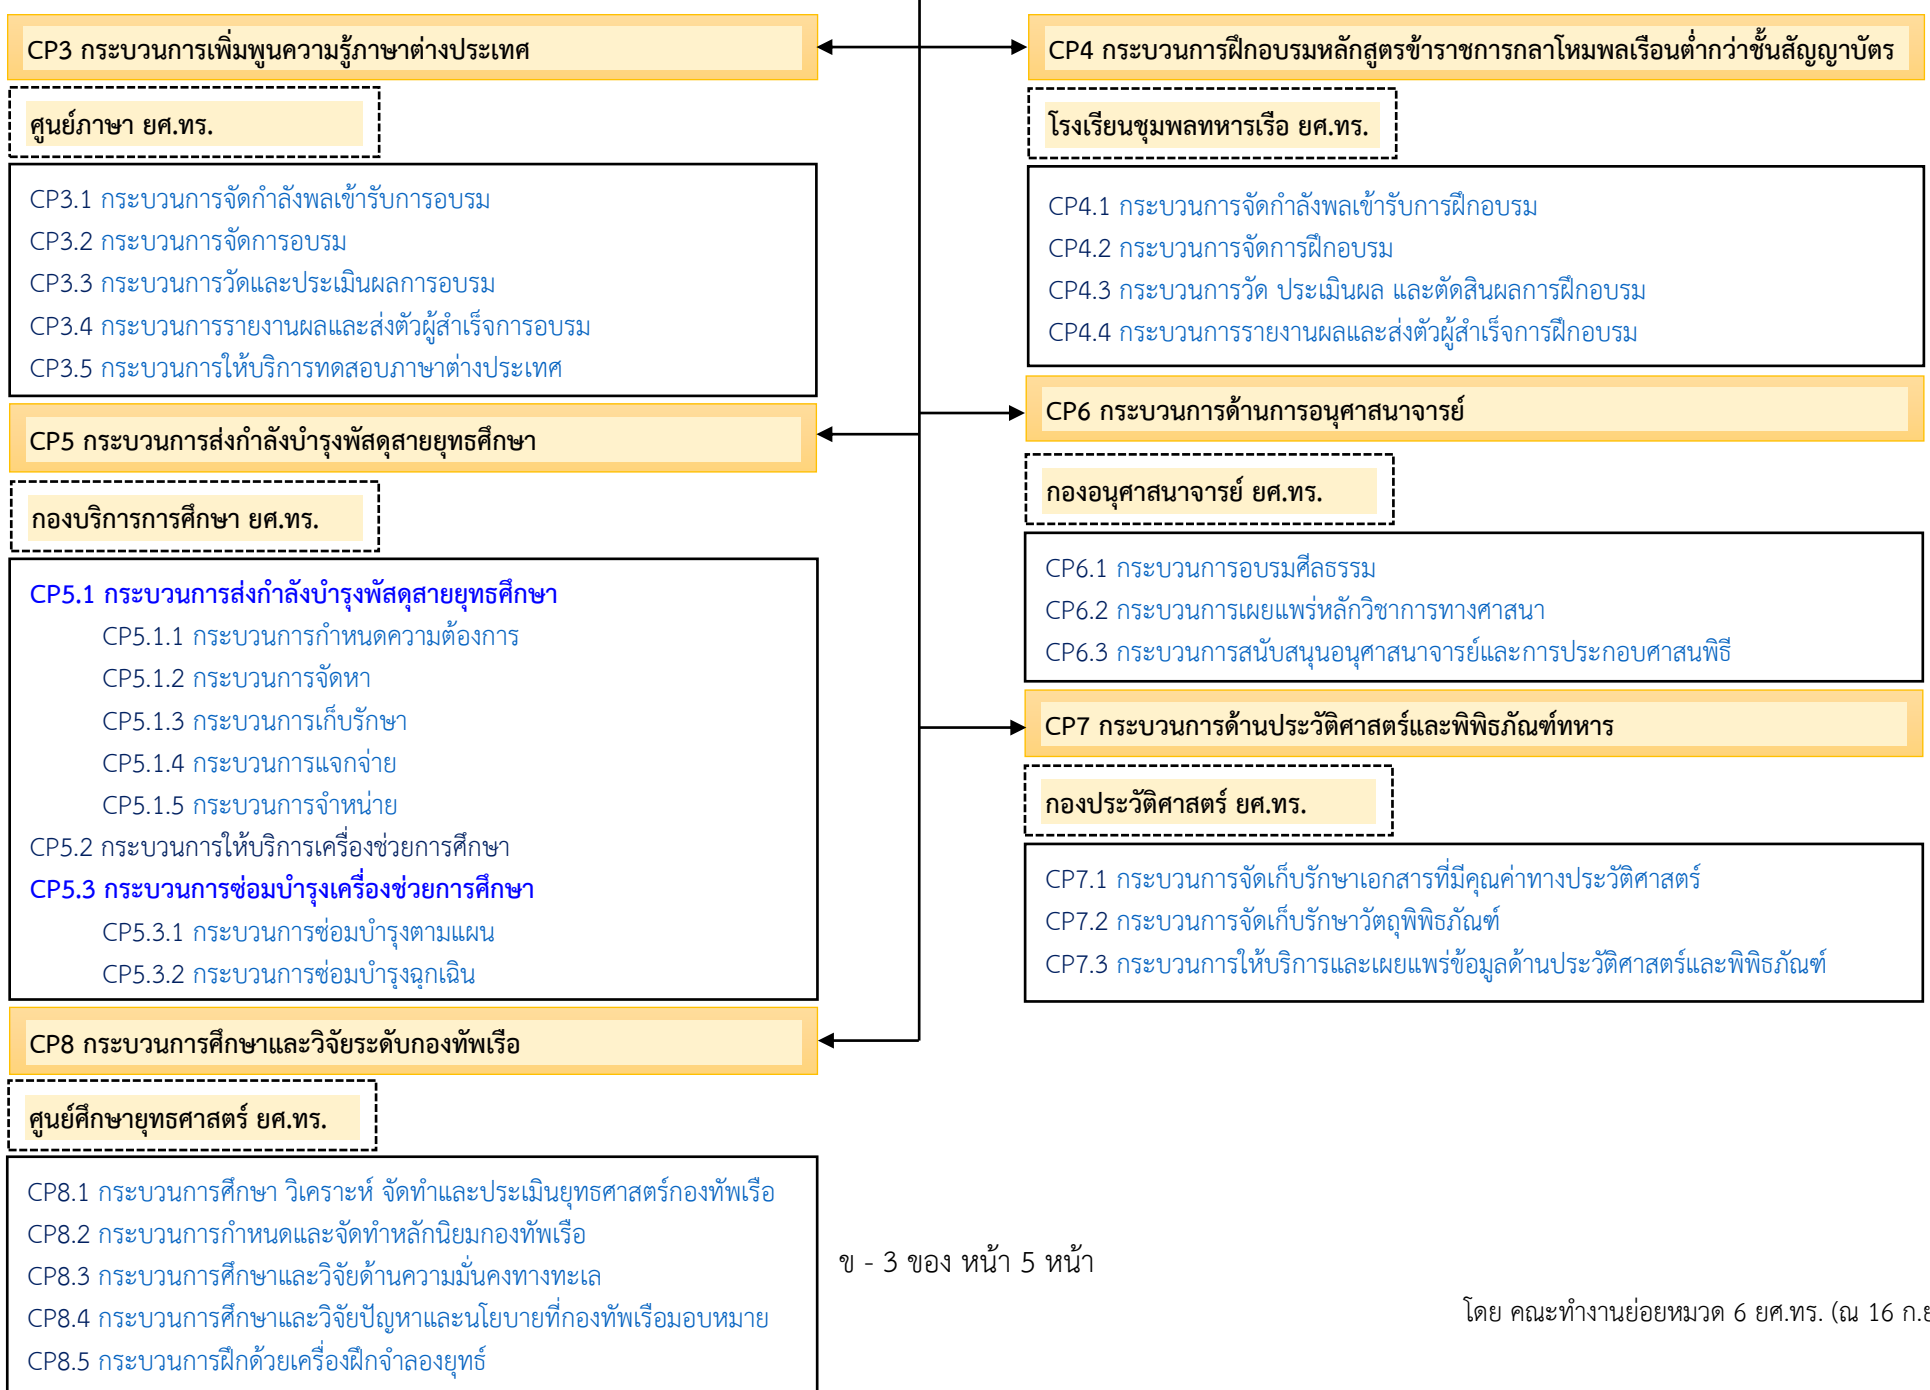 CP3 กระบวนการเพิ่มพูนความรู้ภาษาต่างประเทศ
ศูนย์ภาษา ยศ.ทร.
CP3.1 กระบวนการจัดกำลังพลเข้ารับการอบรม
CP3.2 กระบวนการจัดการอบรม
CP3.3 กระบวนการวัดและประเมินผลการอบรม
CP3.4 กระบวนการรายงานผลและส่งตัวผู้สำเร็จการอบรม
CP3.5 กระบวนการให้บริการทดสอบภาษาต่างประเทศ
CP4 กระบวนการฝึกอบรมหลักสูตรข้าราชการกลาโหมพลเรือนต่ำกว่าชั้นสัญญาบัตร
โรงเรียนชุมพลทหารเรือ ยศ.ทร.
CP4.1 กระบวนการจัดกำลังพลเข้ารับการฝึกอบรม
CP4.2 กระบวนการจัดการฝึกอบรม
CP4.3 กระบวนการวัด ประเมินผล และตัดสินผลการฝึกอบรม
CP4.4 กระบวนการรายงานผลและส่งตัวผู้สำเร็จการฝึกอบรม
CP5 กระบวนการส่งกำลังบำรุงพัสดุสายยุทธศึกษา
กองบริการการศึกษา ยศ.ทร.
CP5.1 กระบวนการส่งกำลังบำรุงพัสดุสายยุทธศึกษา
CP5.1.1 กระบวนการกำหนดความต้องการ
CP5.1.2 กระบวนการจัดหา
CP5.1.3 กระบวนการเก็บรักษา
CP5.1.4 กระบวนการแจกจ่าย
CP5.1.5 กระบวนการจำหน่าย
CP5.2 กระบวนการให้บริการเครื่องช่วยการศึกษา
CP5.3 กระบวนการซ่อมบำรุงเครื่องช่วยการศึกษา
CP5.3.1 กระบวนการซ่อมบำรุงตามแผน
CP5.3.2 กระบวนการซ่อมบำรุงฉุกเฉิน
CP6 กระบวนการด้านการอนุศาสนาจารย์
กองอนุศาสนาจารย์ ยศ.ทร.
CP6.1 กระบวนการอบรมศีลธรรม
CP6.2 กระบวนการเผยแพร่หลักวิชาการทางศาสนา
CP6.3 กระบวนการสนับสนุนอนุศาสนาจารย์และการประกอบศาสนพิธี
CP7 กระบวนการด้านประวัติศาสตร์และพิพิธภัณฑ์ทหาร
กองประวัติศาสตร์ ยศ.ทร.
CP7.1 กระบวนการจัดเก็บรักษาเอกสารที่มีคุณค่าทางประวัติศาสตร์
CP7.2 กระบวนการจัดเก็บรักษาวัตถุพิพิธภัณฑ์
CP7.3 กระบวนการให้บริการและเผยแพร่ข้อมูลด้านประวัติศาสตร์และพิพิธภัณฑ์
CP8 กระบวนการศึกษาและวิจัยระดับกองทัพเรือ
ศูนย์ศึกษายุทธศาสตร์ ยศ.ทร.
CP8.1 กระบวนการศึกษา วิเคราะห์ จัดทำและประเมินยุทธศาสตร์กองทัพเรือ
CP8.2 กระบวนการกำหนดและจัดทำหลักนิยมกองทัพเรือ
CP8.3 กระบวนการศึกษาและวิจัยด้านความมั่นคงทางทะเล
CP8.4 กระบวนการศึกษาและวิจัยปัญหาและนโยบายที่กองทัพเรือมอบหมาย
CP8.5 กระบวนการฝึกด้วยเครื่องฝึกจำลองยุทธ์
ข - 3 ของ หน้า 5 หน้า
โดย คณะทำงานย่อยหมวด 6 ยศ.ทร. (ณ 16